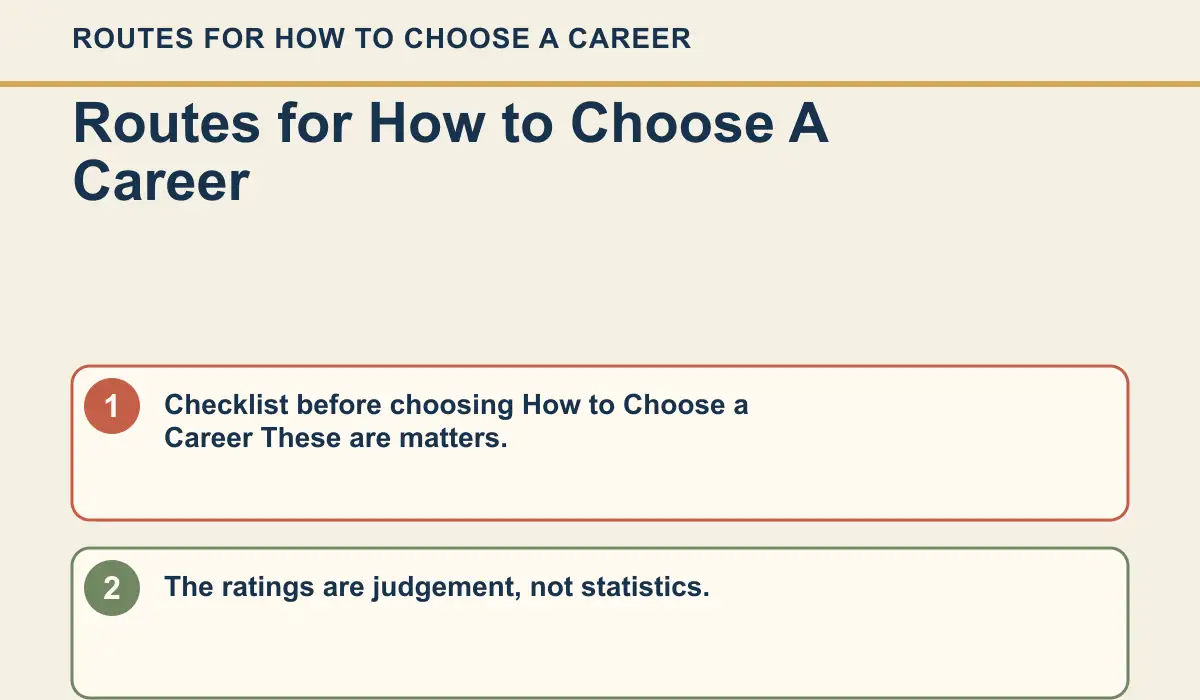 ROUTES FOR HOW TO CHOOSE A CAREER
Routes for How to Choose A
Career
1
Checklist before choosing How to Choose a
Career These are matters.
2
The ratings are judgement, not statistics.